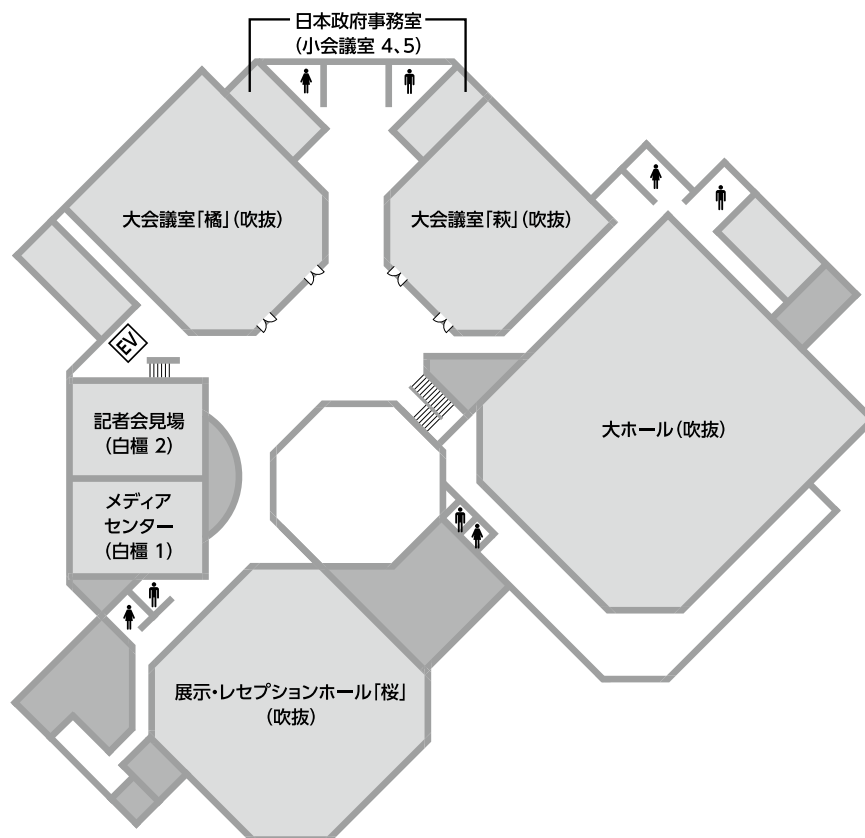 日本政府事務室
(小会議室 4、5)
大会議室「橘」(吹抜)
大会議室「萩」(吹抜)
EV
記者会見場
(白橿 2)
大ホール(吹抜)
メディア
センター
(白橿 1)
展示・レセプションホール「桜」
(吹抜)